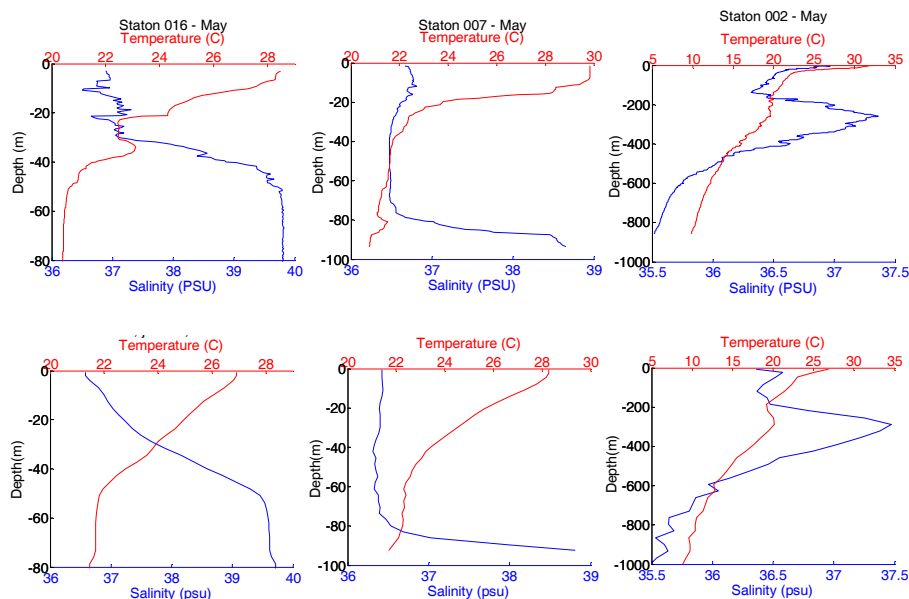 Staton 016 - May
Temperature (C)
20 22 24 26 28
0
-20
-40
-60
-80
Depth (m)
36 37 38 39 40
Salinity (PSU)
Staton 007 - May
Temperature (C)
20 22 24 26 28 30
0
-20
-40
-60
-80
-100
Depth (m)
36 37 38 39
Salinity (PSU)
Staton 002 - May
Temperature (C)
5 10 15 20 25 30 35
0
-200
-400
-600
-800
-1000
Depth (m)
35.5 36 36.5 37 37.5
Salinity (PSU)
Temperature (C)
20 22 24 26 28
0
-20
-40
-60
-80
Depth(m)
36 37 38 39 40
Salinity (psu)
Temperature (C)
20 22 24 26 28 30
0
-20
-40
-60
-80
-100
Depth(m)
36 37 38 39
Salinity (psu)
Temperature (C)
5 10 15 20 25 30 35
0
-200
-400
-600
-800
-1000
Depth(m)
35.5 36 36.5 37 37.5
Salinity (psu)